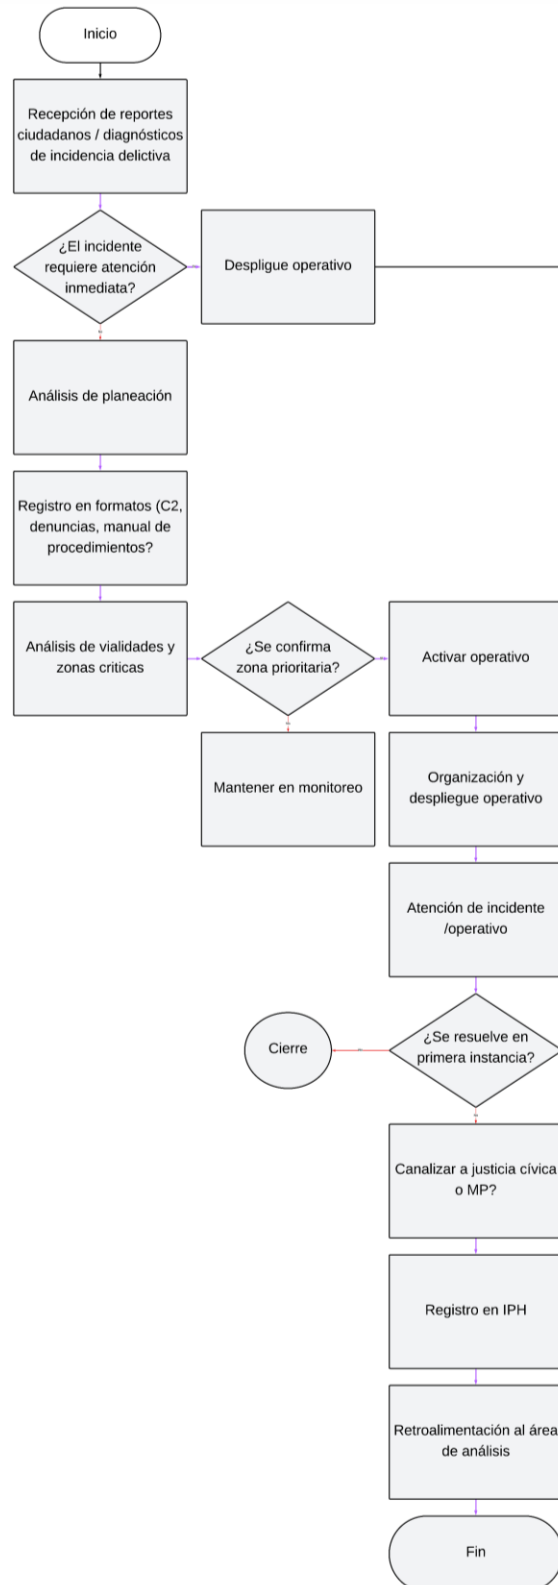 Inicio
Recepción de reportes
ciudadanos / diagnósticos
de incidencia delictiva
¿El incidente
requiere atención
inmediata?
Despligue operativo
Análisis de planeación
Registro en formatos (C2,
denuncias, manual de
procedimientos?
Análisis de vialidades y
zonas criticas
¿Se confirma
zona prioritaria?
Activar operativo
Mantener en monitoreo
Organización y
despliegue operativo
Atención de incidente
/operativo
¿Se resuelve en
primera instancia?
Cierre
Canalizar a justicia cívica
o MP?
Registro en IPH
Retroalimentación al área
de análisis
Fin